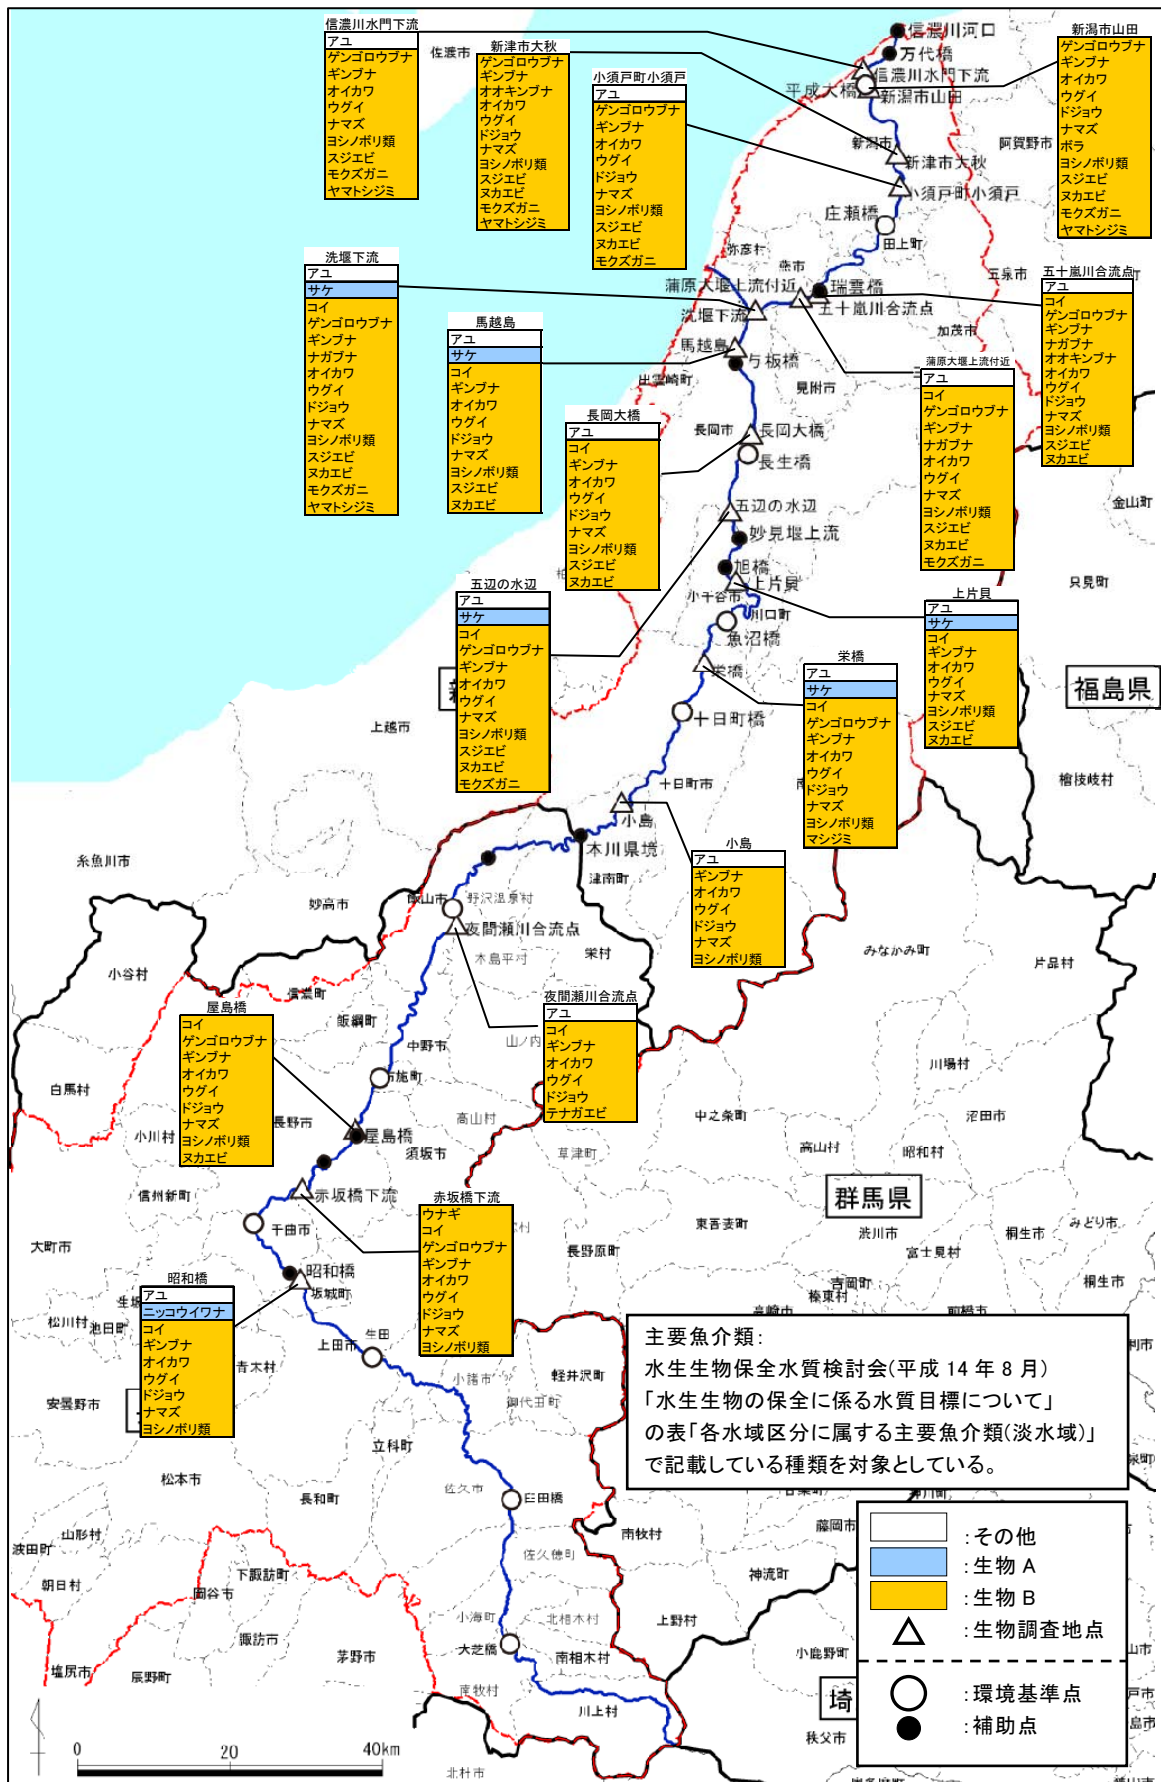 信濃川水門下流
アユ
ゲンゴロウブナ
ギンブナ
オイカワ
ウグイ
ナマズ
ヨシノボリ類
スジエビ
モクズガニ
ヤマトシジミ
佐渡市
新津市大秋
ゲンゴロウブナ
ギンブナ
オオキンブナ
オイカワ
ウグイ
ドジョウ
ナマズ
ヨシノボリ類
スジエビ
ヌカエビ
モクズガニ
ヤマトシジミ
小須戸町小須戸
アユ
ゲンゴロウブナ
ギンブナ
オイカワ
ウグイ
ドジョウ
ナマズ
ヨシノボリ類
スジエビ
ヌカエビ
モクズガニ
新潟市山田
ゲンゴロウブナ
ギンブナ
オイカワ
ウグイ
ドジョウ
ナマズ
ボラ
ヨシノボリ類
スジエビ
ヌカエビ
モクズガニ
ヤマトシジミ
信濃川河口
万代橋
信濃川水門下流
平成大橋
新潟市山田
新潟市
阿賀野市
新津市大秋
小須戸町小須戸
庄瀬橋
田上町
弥彦村
燕市
五泉市
町
瑞雲橋
蒲原大堰上流付近
五十嵐川合流点
洗堰下流
加茂市
馬越島
与板橋
出雲崎町
見附市
長岡市
長岡大橋
長生橋
五辺の水辺
妙見堰上流
旭橋
上片貝
小千谷市
川口町
魚沼橋
栄橋
十日町橋
十日町市
小島
本川県境
津南町
金山町
只見町
福島県
檜枝岐村
上越市
糸魚川市
洗堰下流
アユ
サケ
コイ
ゲンゴロウブナ
ギンブナ
ナガブナ
オイカワ
ウグイ
ドジョウ
ナマズ
ヨシノボリ類
スジエビ
ヌカエビ
モクズガニ
ヤマトシジミ
馬越島
アユ
サケ
コイ
ギンブナ
オイカワ
ウグイ
ドジョウ
ナマズ
ヨシノボリ類
スジエビ
ヌカエビ
長岡大橋
アユ
コイ
ギンブナ
オイカワ
ウグイ
ドジョウ
ナマズ
ヨシノボリ類
スジエビ
ヌカエビ
五十嵐川合流点
アユ
コイ
ゲンゴロウブナ
ギンブナ
ナガブナ
オオキンブナ
オイカワ
ウグイ
ドジョウ
ナマズ
ヨシノボリ類
スジエビ
ヌカエビ
蒲原大堰上流付近
アユ
コイ
ゲンゴロウブナ
ギンブナ
ナガブナ
オイカワ
ウグイ
ナマズ
ヨシノボリ類
スジエビ
ヌカエビ
モクズガニ
五辺の水辺
アユ
サケ
コイ
ゲンゴロウブナ
ギンブナ
オイカワ
ウグイ
ナマズ
ヨシノボリ類
スジエビ
ヌカエビ
モクズガニ
上片貝
アユ
サケ
コイ
ギンブナ
オイカワ
ウグイ
ナマズ
ヨシノボリ類
スジエビ
ヌカエビ
栄橋
アユ
サケ
コイ
ゲンゴロウブナ
ギンブナ
オイカワ
ウグイ
ドジョウ
ナマズ
ヨシノボリ類
マシジミ
小島
アユ
ギンブナ
オイカワ
ウグイ
ドジョウ
ナマズ
ヨシノボリ類
妙高市
飯山市
野沢温泉村
夜間瀬川合流点
木島平村
栄村
みなかみ町
片品村
小谷村
信濃町
飯綱町
中野市
山ノ内
白馬村
小川村
長野市
高山村
屋島橋
須坂市
草津町
中之条町
川場村
沼田市
高山村
昭和村
群馬県
夜間瀬川合流点
アユ
コイ
ギンブナ
オイカワ
ウグイ
ドジョウ
テナガエビ
屋島橋
コイ
ゲンゴロウブナ
ギンブナ
オイカワ
ウグイ
ドジョウ
ナマズ
ヨシノボリ類
ヌカエビ
信州新町
赤坂橋下流
大町市
千曲市
東吾妻町
長野原町
渋川市
桐生市
みどり市
富士見村
吉岡町
榛東村
桐生市
赤坂橋下流
ウナギ
コイ
ゲンゴロウブナ
ギンブナ
オイカワ
ウグイ
ドジョウ
ナマズ
ヨシノボリ類
昭和橋
アユ
ニッコウイワナ
コイ
ギンブナ
オイカワ
ウグイ
ドジョウ
ナマズ
ヨシノボリ類
昭和橋
坂城町
松川村
池田町
青木村
上田市
生田
小諸市
軽井沢町
御代田町
安曇野市
立科町
松本市
長和町
佐久市
臼田橋
山形村
波田町
朝日村
岡谷市
下諏訪町
佐久穂町
南牧村
藤岡市
神流町
上野村
小海町
北相木村
諏訪市
茅野市
大芝橋
南相木村
塩尻市
辰野町
南牧村
川上村
小鹿野町
埼
秩父市
北杜市
主要魚介類：
水生生物保全水質検討会(平成14年8月)
「水生生物の保全に係る水質目標について」
の表「各水域区分に属する主要魚介類(淡水域)」
で記載している種類を対象としている。
：その他
：生物A
：生物B
：生物調査地点
：環境基準点
：補助点
0 20 40km